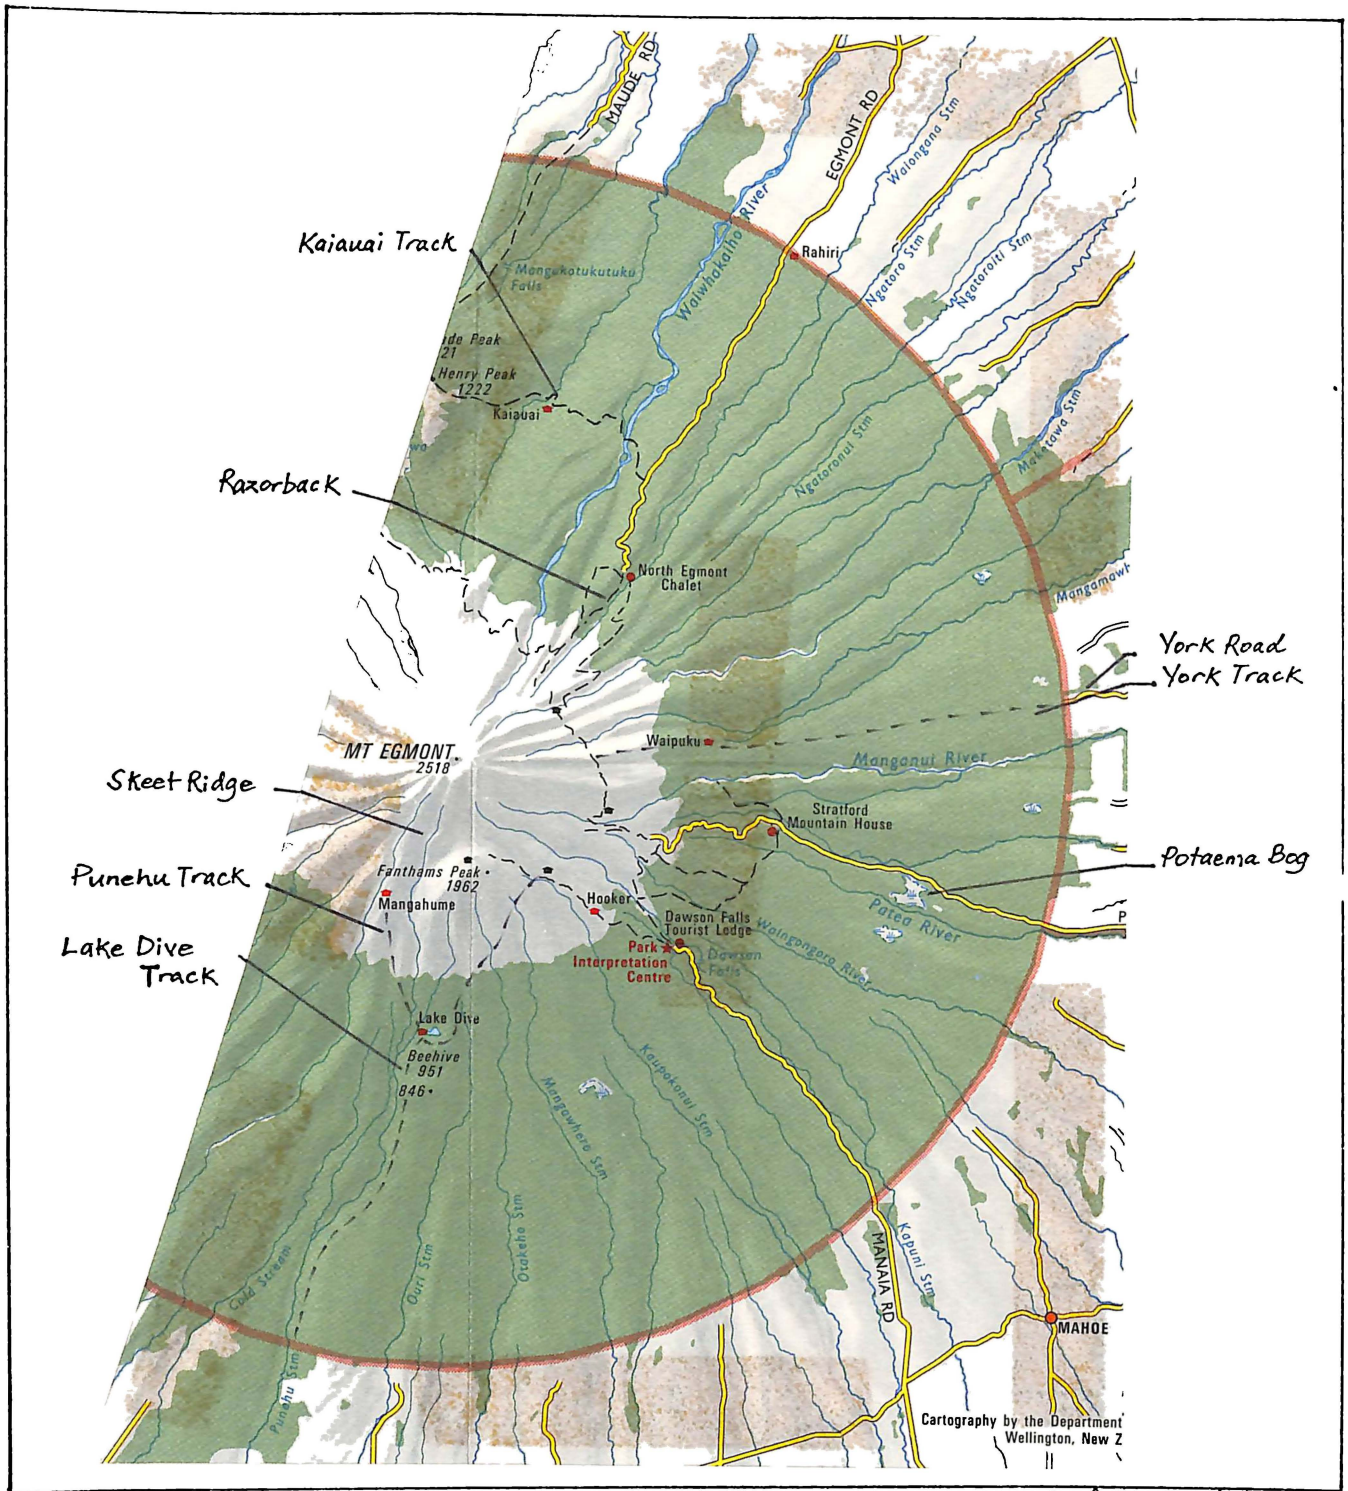 MAUDE RD
EGMONT RD
Waiongana Stm
Kaiauai Track
Mangakotukutuku
Falls
Waiwhakaiho River
Rahiri
Ngatoro Stm
Ngatoroiti Stm
ide Peak
21
Henry Peak
1222
Kaiauai
wa
Maketawa Stm
Ngatoronui Stm
Razorback
North Egmont
Chalet
Mangamawh
York Road
York Track
Waipuku
MT EGMONT
2518
Manganui River
Skeet Ridge
Stratford
Mountain House
Potaema Bog
Fanthams Peak
1962
Punehu Track
Mangahume
Hooker
Patea River
P
Dawson Falls
Tourist Lodge
Waingongoro River
Park
Interpretation
Centre
Dawson
Falls
Lake Dive
Track
Lake Dive
Beehive
951
846
Kaupokonui Stm
Mangawhero Stm
Otakeho Stm
Ouri Stm
Cold Stream
Kapuni Stm
MANAIA RD
MAHOE
Punehu Stm
Cartography by the Department
Wellington, New Z